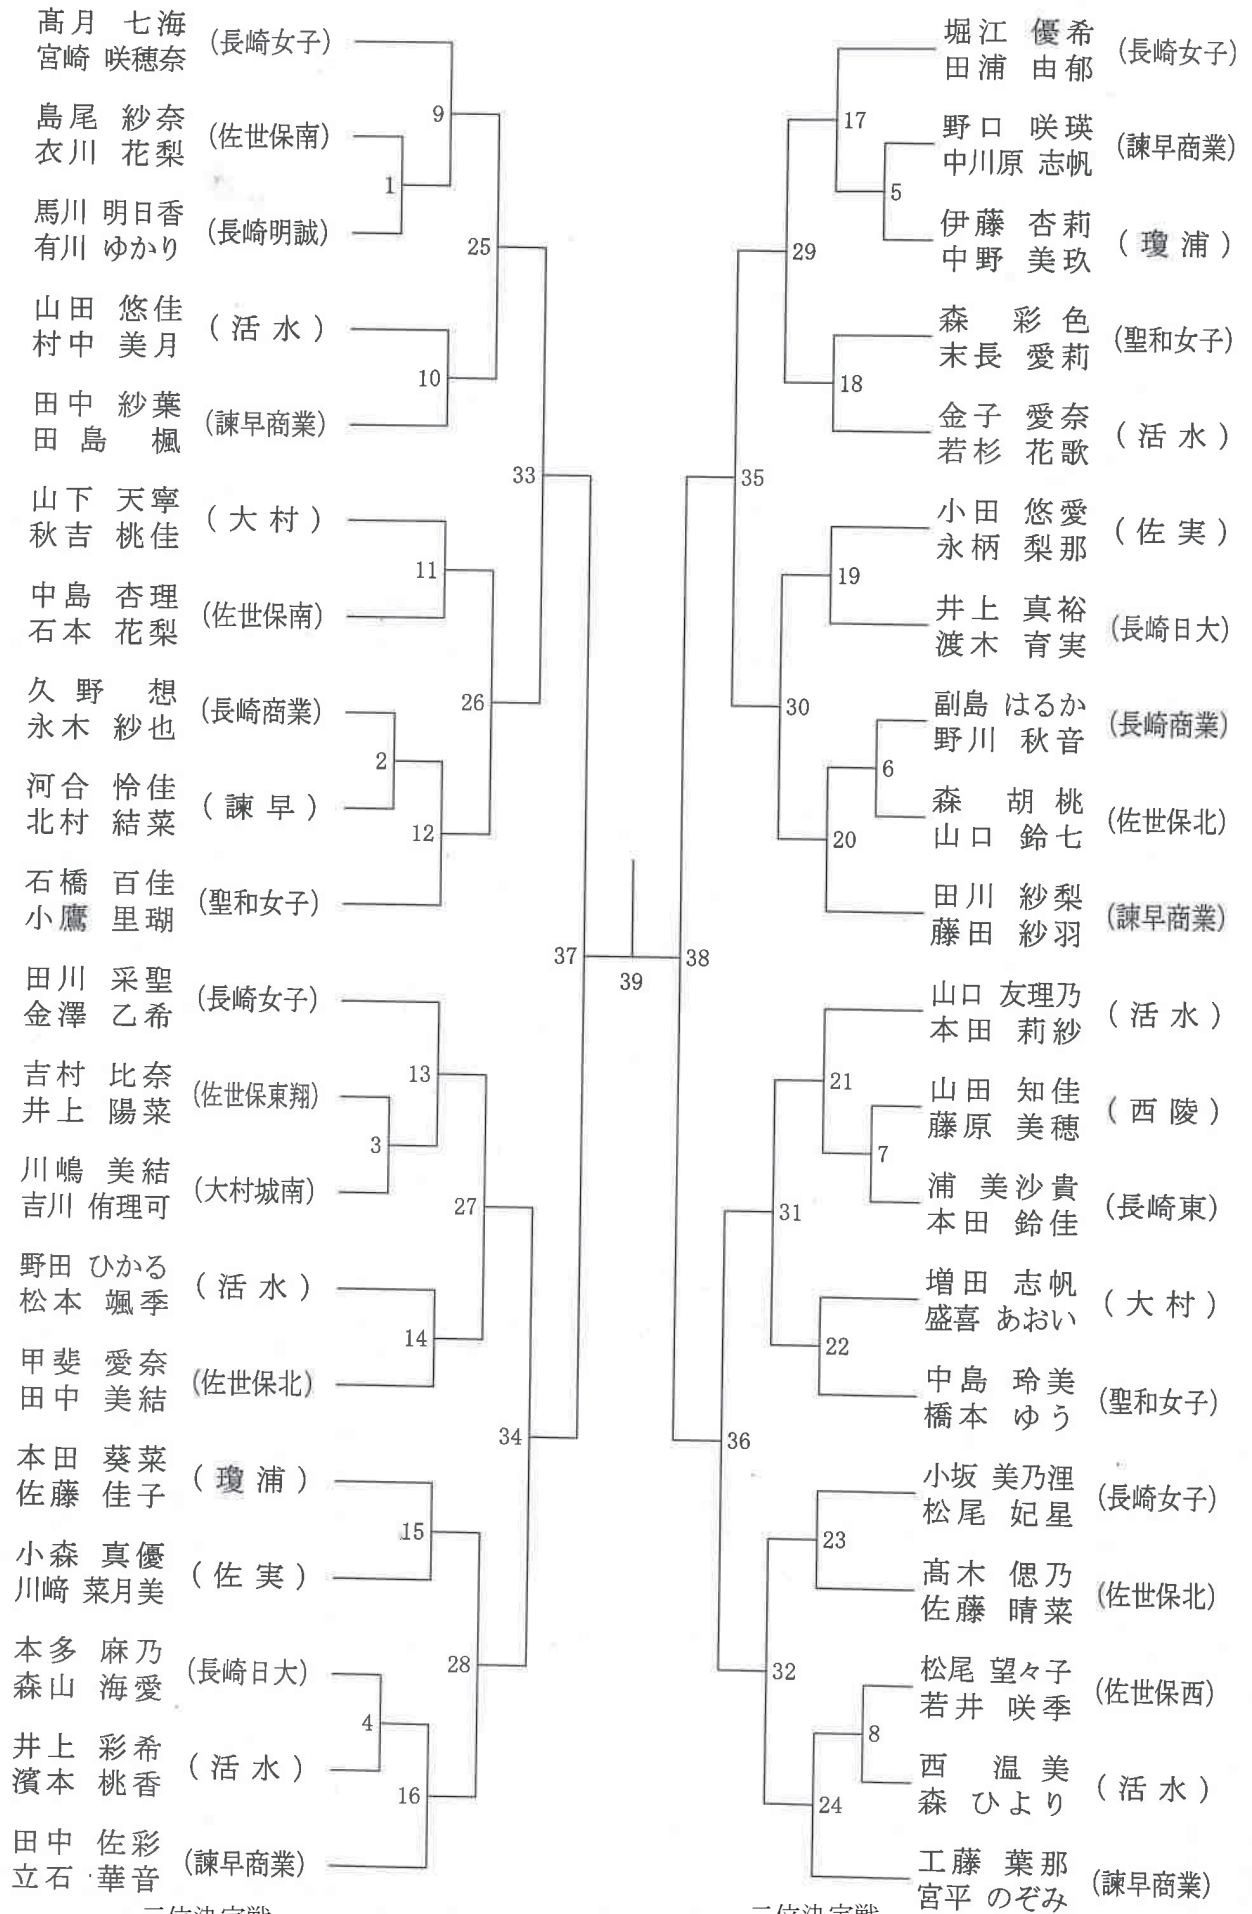 髙月 七海
宮崎 咲穂奈
(長崎女子)
島尾 紗奈
衣川 花梨
(佐世保南)
馬川 明日香
有川 ゆかり
(長崎明誠)
山田 悠佳
村中 美月
(活水)
田中 紗葉
田島 楓
(諫早商業)
山下 天寧
秋吉 桃佳
(大村)
中島 杏理
石本 花梨
(佐世保南)
久野 想
永木 紗也
(長崎商業)
河合 怜佳
北村 結菜
(諫早)
石橋 百佳
小鷹 里瑚
(聖和女子)
田川 采聖
金澤 乙希
(長崎女子)
吉村 比奈
井上 陽菜
(佐世保東翔)
川嶋 美結
吉川 侑理可
(大村城南)
野田 ひかる
松本 颯季
(活水)
甲斐 愛奈
田中 美結
(佐世保北)
本田 葵菜
佐藤 佳子
(瓊浦)
小森 真優
川﨑 菜月美
(佐実)
本多 麻乃
森山 海愛
(長崎日大)
井上 彩希
濱本 桃香
(活水)
田中 佐彩
立石 華音
(諫早商業)
9
1
25
10
33
11
26
2
12
37
13
3
27
14
34
15
28
4
16
39
38
17
5
29
18
35
19
30
6
20
21
7
31
22
36
23
32
8
24
堀江 優希
田浦 由郁
(長崎女子)
野口 咲瑛
中川原 志帆
(諫早商業)
伊藤 杏莉
中野 美玖
(瓊浦)
森 彩色
末長 愛莉
(聖和女子)
金子 愛奈
若杉 花歌
(活水)
小田 悠愛
永柄 梨那
(佐実)
井上 真裕
渡木 育実
(長崎日大)
副島 はるか
野川 秋音
(長崎商業)
森 胡桃
山口 鈴七
(佐世保北)
田川 紗梨
藤田 紗羽
(諫早商業)
山口 友理乃
本田 莉紗
(活水)
山田 知佳
藤原 美穂
(西陵)
浦 美沙貴
本田 鈴佳
(長崎東)
増田 志帆
盛喜 あおい
(大村)
中島 玲美
橋本 ゆう
(聖和女子)
小坂 美乃浬
松尾 妃星
(長崎女子)
髙木 偲乃
佐藤 晴菜
(佐世保北)
松尾 望々子
若井 咲季
(佐世保西)
西 温美
森 ひより
(活水)
工藤 葉那
宮平 のぞみ
(諫早商業)